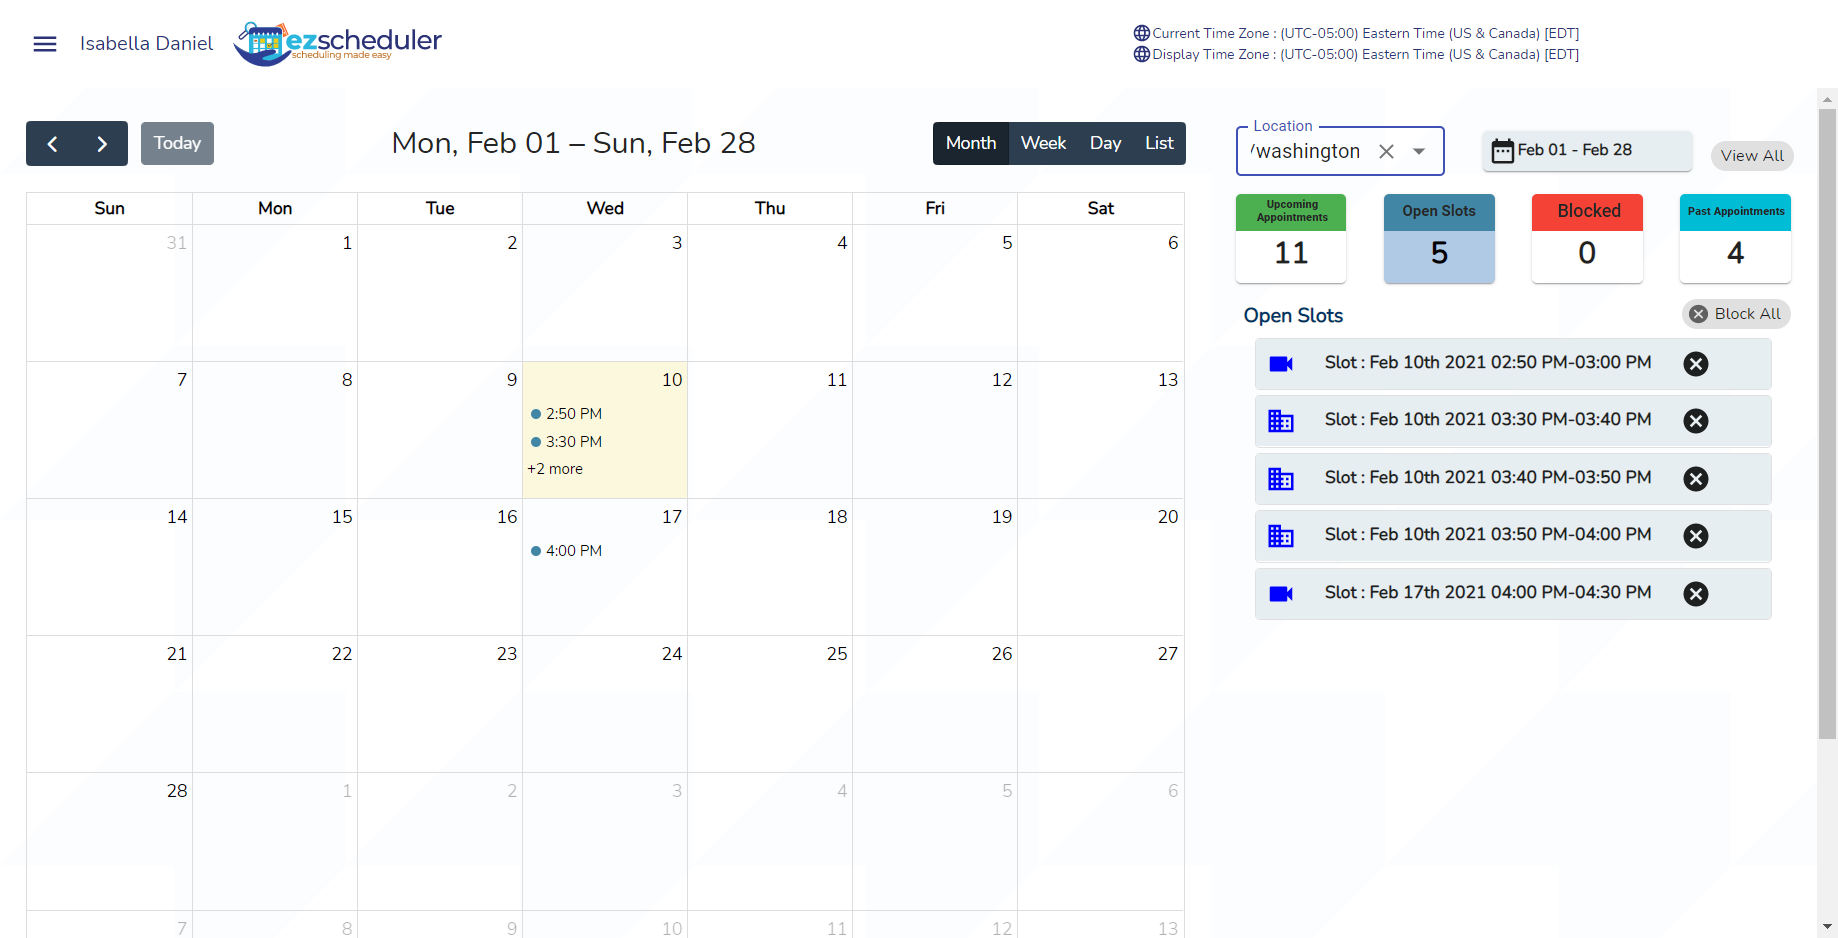 Isabella Daniel
ezscheduler
scheduling made easy
Current Time Zone : (UTC-05:00) Eastern Time (US & Canada) [EDT]
Display Time Zone : (UTC-05:00) Eastern Time (US & Canada) [EDT]
Today
Mon, Feb 01 – Sun, Feb 28
Month Week Day List
Sun Mon Tue Wed Thu Fri Sat
31 1 2 3 4 5 6
7 8 9 10 11 12 13
2:50 PM
3:30 PM
+2 more
14 15 16 17 18 19 20
4:00 PM
21 22 23 24 25 26 27
28 1 2 3 4 5 6
7 8 9 10 11 12 13
Location
/washington
Feb 01 - Feb 28
View All
Upcoming
Appointments
11
Open Slots
5
Blocked
0
Past Appointments
4
Open Slots
Block All
Slot : Feb 10th 2021 02:50 PM-03:00 PM
Slot : Feb 10th 2021 03:30 PM-03:40 PM
Slot : Feb 10th 2021 03:40 PM-03:50 PM
Slot : Feb 10th 2021 03:50 PM-04:00 PM
Slot : Feb 17th 2021 04:00 PM-04:30 PM